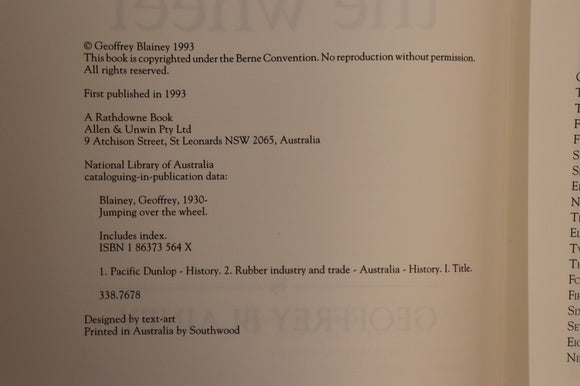 the wheel
© Geoffrey Blainey 1993
This book is copyrighted under the Berne Convention. No reproduction without permission.
All rights reserved.
First published in 1993
A Rathdowne Book
Allen & Unwin Pty Ltd
9 Atchison Street, St Leonards NSW 2065, Australia
National Library of Australia
cataloguing-in-publication data:
Blainey, Geoffrey, 1930-
Jumping over the wheel.
Includes index.
ISBN 1 86373 564 X
1. Pacific Dunlop - History. 2. Rubber industry and trade - Australia - History. I. Title.
338.7678
GEOFFREY BLAI
Designed by text-art
Printed in Australia by Southwood